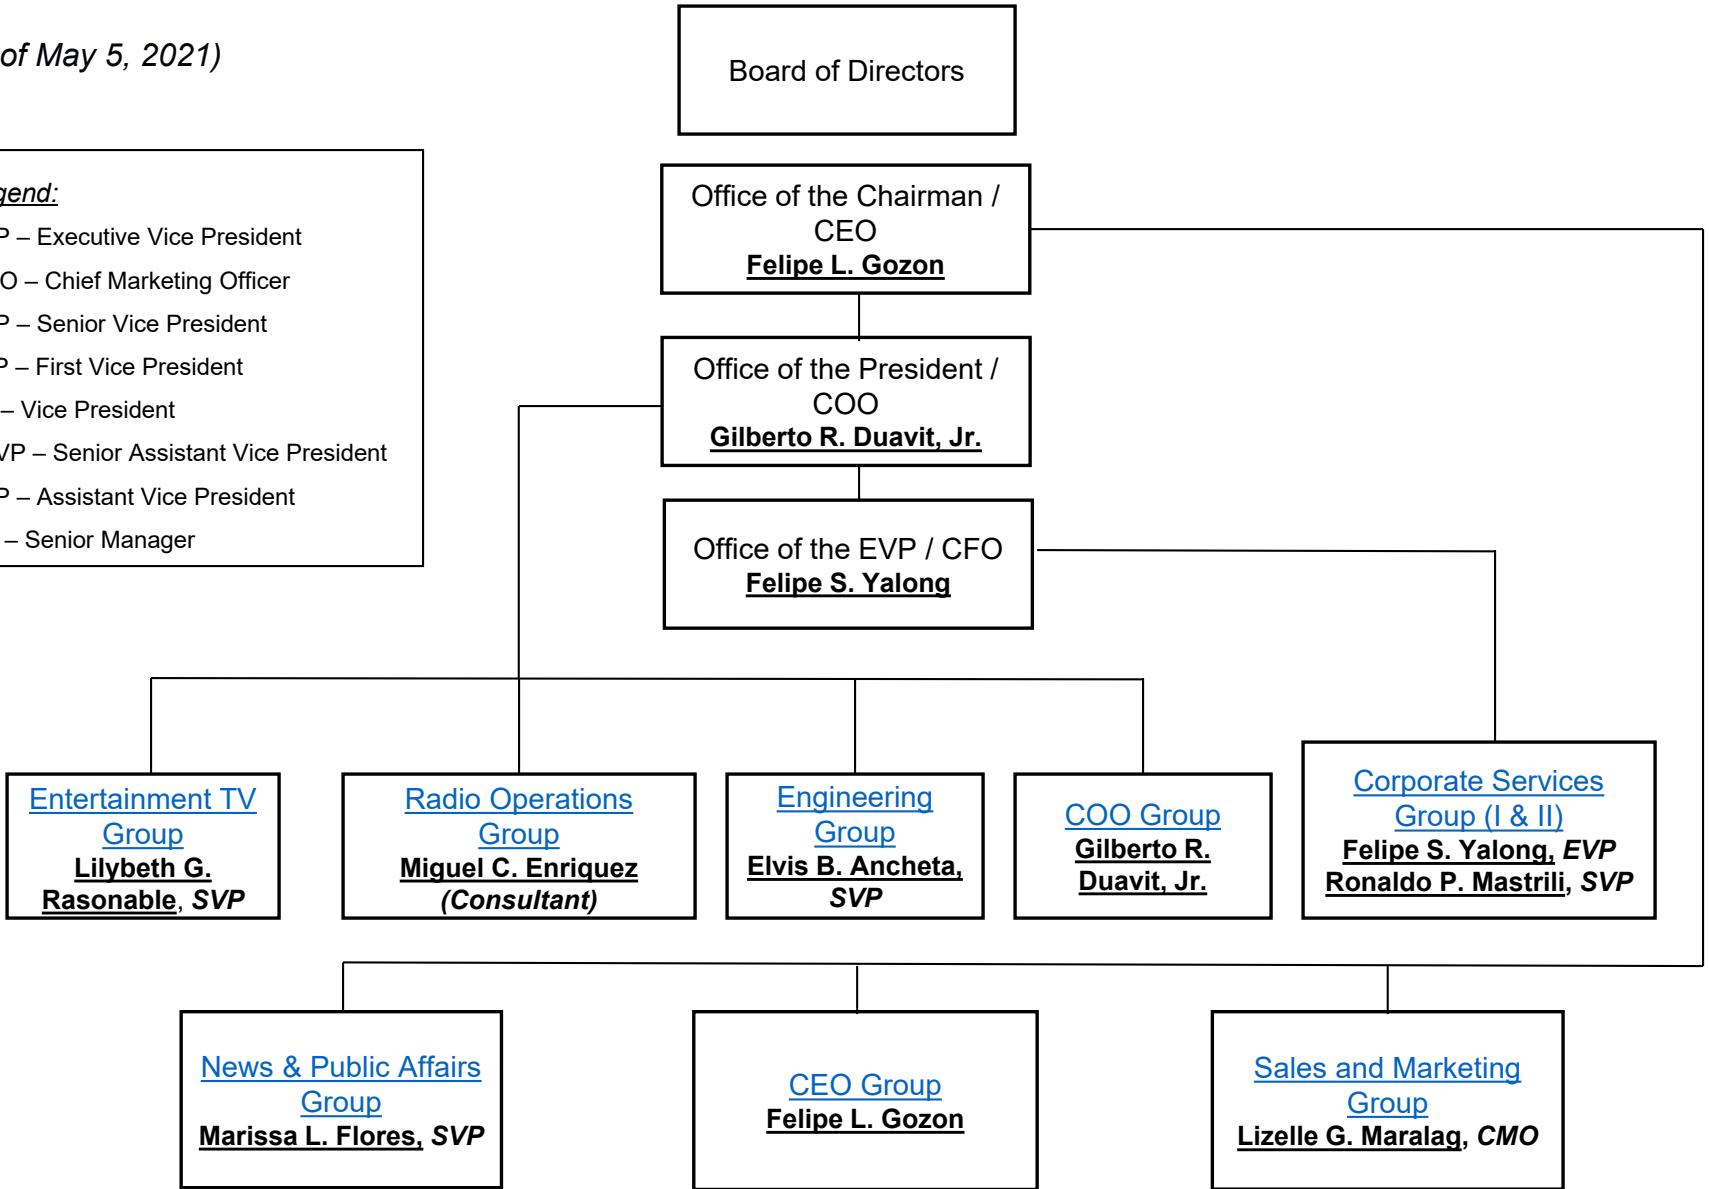 of May 5, 2021)
Board of Directors
gend:
P – Executive Vice President
O – Chief Marketing Officer
P – Senior Vice President
P – First Vice President
– Vice President
VP – Senior Assistant Vice President
P – Assistant Vice President
– Senior Manager
Office of the Chairman /
CEO
Felipe L. Gozon
Office of the President /
COO
Gilberto R. Duavit, Jr.
Office of the EVP / CFO
Felipe S. Yalong
Entertainment TV
Group
Lilybeth G.
Rasonable, SVP
Radio Operations
Group
Miguel C. Enriquez
(Consultant)
Engineering
Group
Elvis B. Ancheta,
SVP
COO Group
Gilberto R.
Duavit, Jr.
Corporate Services
Group (I & II)
Felipe S. Yalong, EVP
Ronaldo P. Mastrili, SVP
News & Public Affairs
Group
Marissa L. Flores, SVP
CEO Group
Felipe L. Gozon
Sales and Marketing
Group
Lizelle G. Maralag, CMO